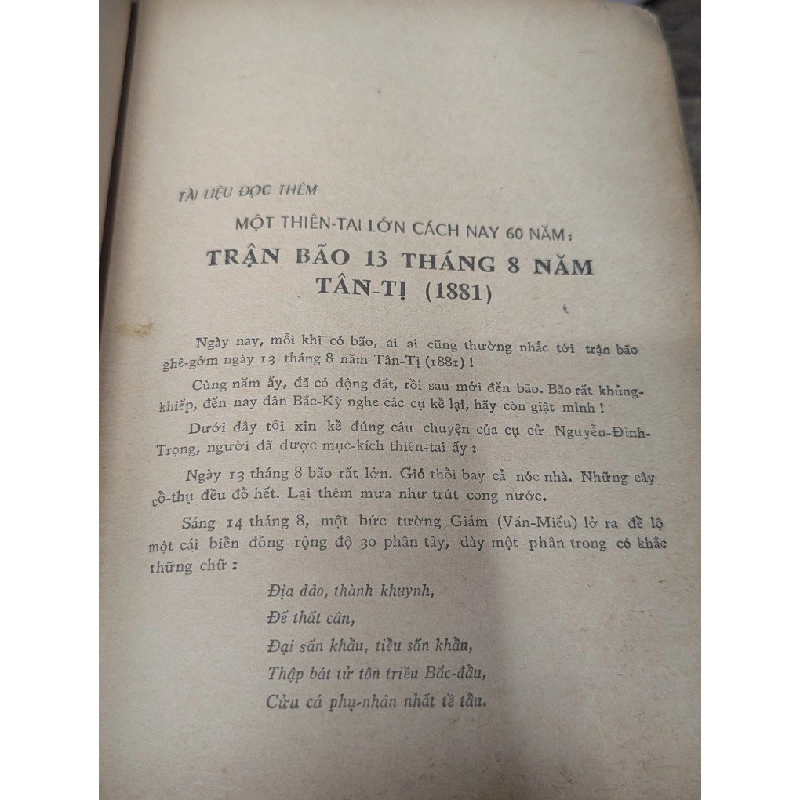 TÀI LIỆU ĐỌC THÊM
MỘT THIÊN-TAI LỚN CÁCH NAY 60 NĂM:
TRẬN BÃO 13 THÁNG 8 NĂM
TÂN-TỊ (1881)
Ngày nay, mỗi khi có bão, ai ai cũng thường nhắc tới trận bão
ghê-gớm ngày 13 tháng 8 năm Tân-Tị (1881) !
Cùng năm ấy, đã có động đất, rồi sau mới đến bão. Bão rất khủng-
khiếp, đến nay dân Bắc-Kỳ nghe các cụ kể lại, hãy còn giật mình !
Dưới đây tôi xin kể đúng câu chuyện của cụ cử Nguyễn-Đình-
Trọng, người đã được mục-kích thiên-tai ấy :
Ngày 13 tháng 8 bão rất lớn. Gió thổi bay cả nóc nhà. Những cây
cổ-thụ đều đổ hết. Lại thêm mưa như trút cong nước.
Sáng 14 tháng 8, một bức tường Giám (Văn-Miếu) lở ra để lộ
một cái biển đồng rộng độ 30 phân tây, dày một phân trong có khắc
những chữ :
Địa dảo, thành khuynh,
Đế thất cân,
Đại sấn khẩu, tiểu sấn khẩn,
Thập bát tử tôn triều Bắc-đẩu,
Cửu cá phụ-nhân nhất tề tẩu.